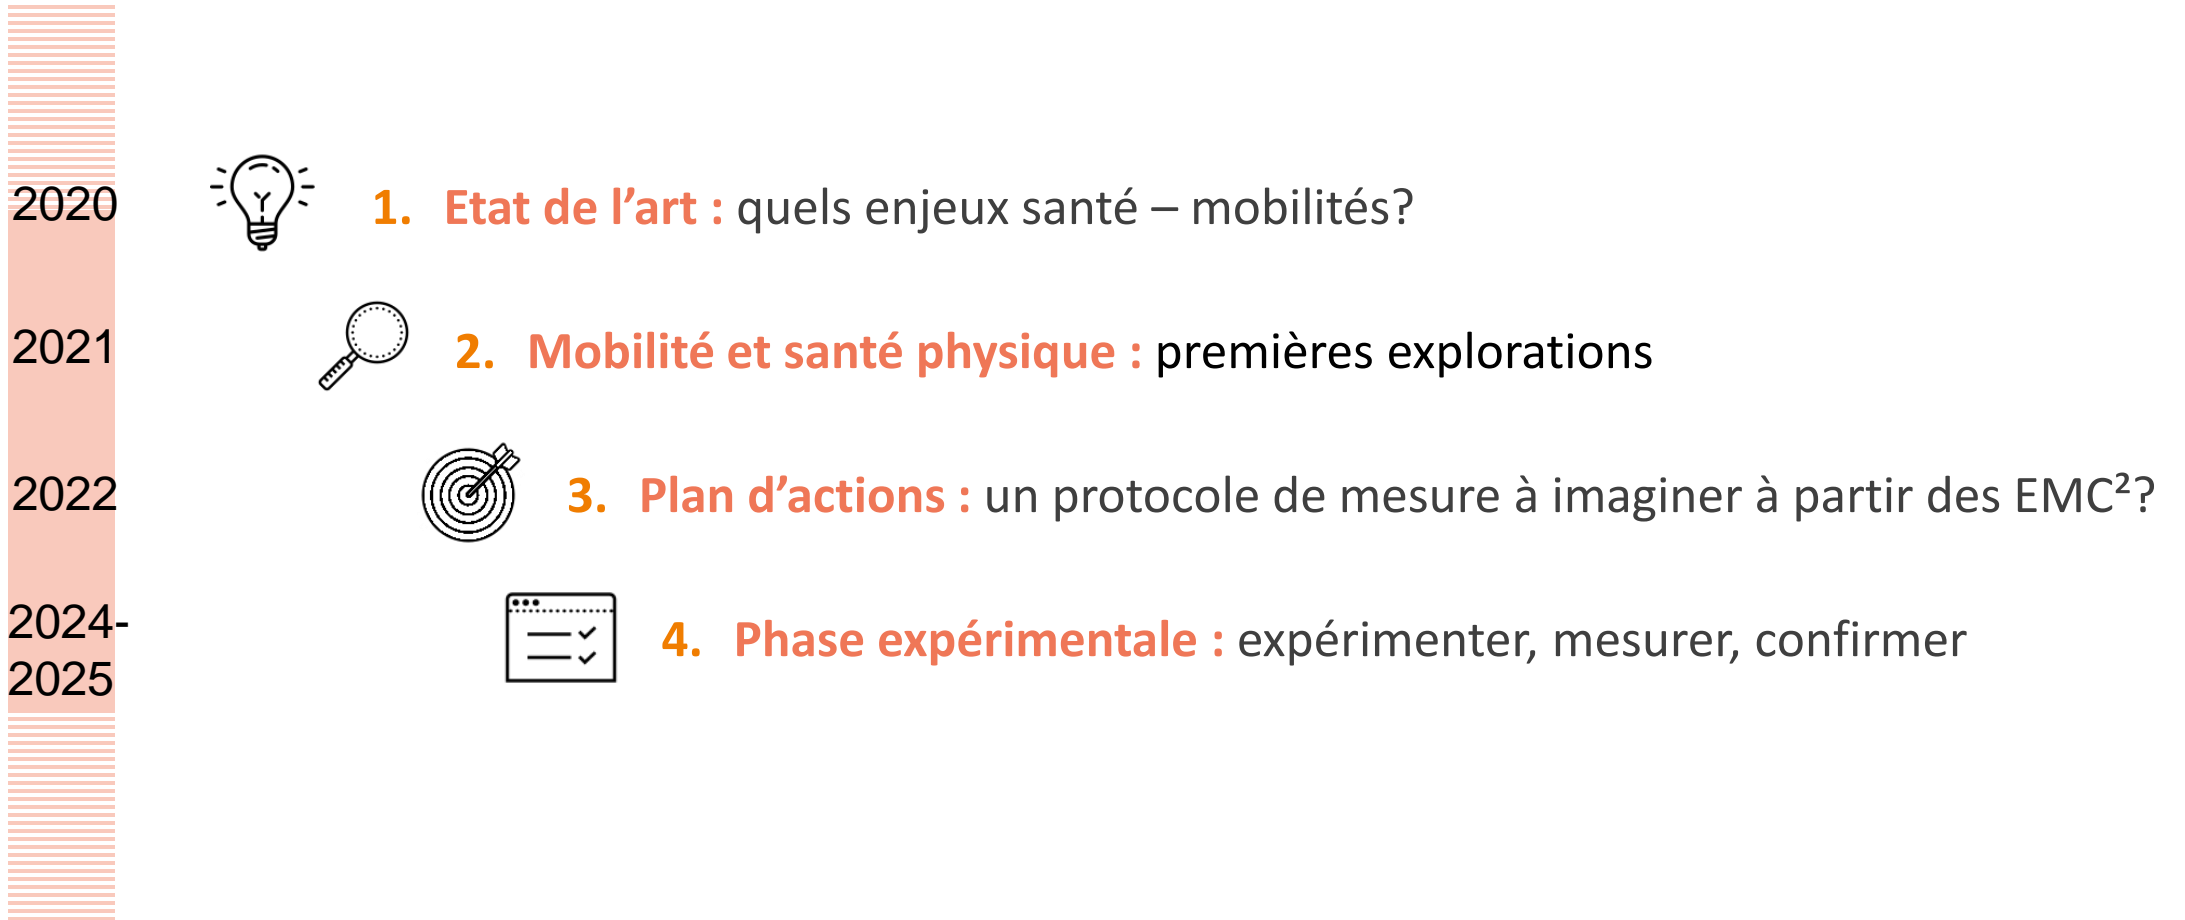 2020
1. Etat de l’art : quels enjeux santé – mobilités?
2021
2. Mobilité et santé physique : premières explorations
2022
3. Plan d’actions : un protocole de mesure à imaginer à partir des EMC²?
2024-
2025
4. Phase expérimentale : expérimenter, mesurer, confirmer